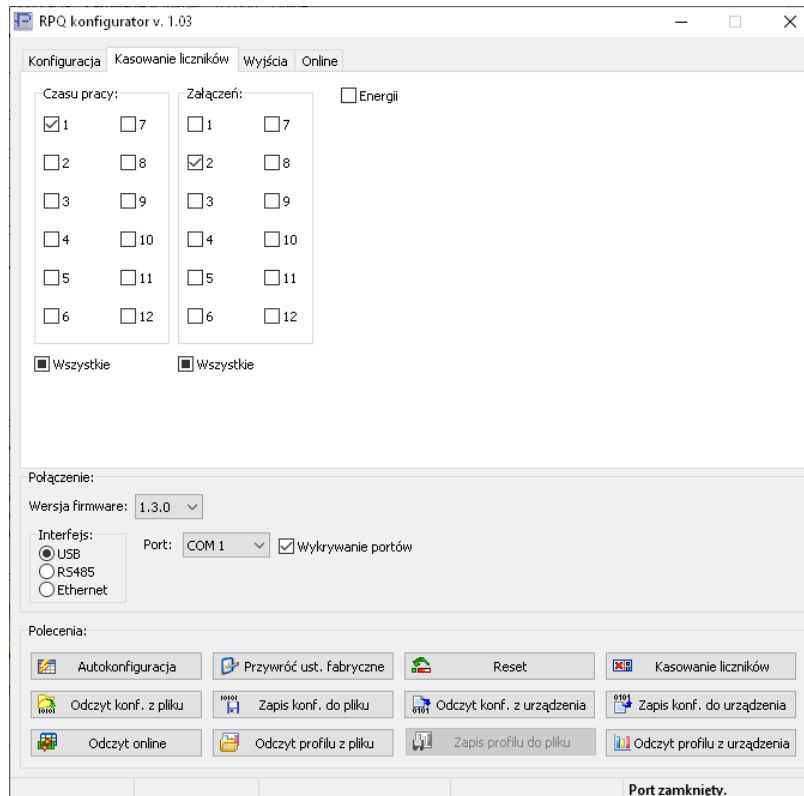 RPQ konfigurator v. 1.03
Konfiguracja Kasowanie liczników Wyjścia Online
Czasu pracy: Załączeń: Energii
1 7 1 7
2 8 2 8
3 9 3 9
4 10 4 10
5 11 5 11
6 12 6 12
Wszystkie Wszystkie
Połączenie:
Wersja firmware: 1.3.0
Interfejs:
Port: COM 1 Wykrywanie portów
USB
RS485
Ethernet
Polecenia:
Autokonfiguracja Przywróć ust. fabryczne Reset Kasowanie liczników
Odczyt konf. z pliku Zapis konf. do pliku Odczyt konf. z urządzenia Zapis konf. do urządzenia
Odczyt online Odczyt profilu z pliku Zapis profilu do pliku Odczyt profilu z urządzenia
Port zamknięty.